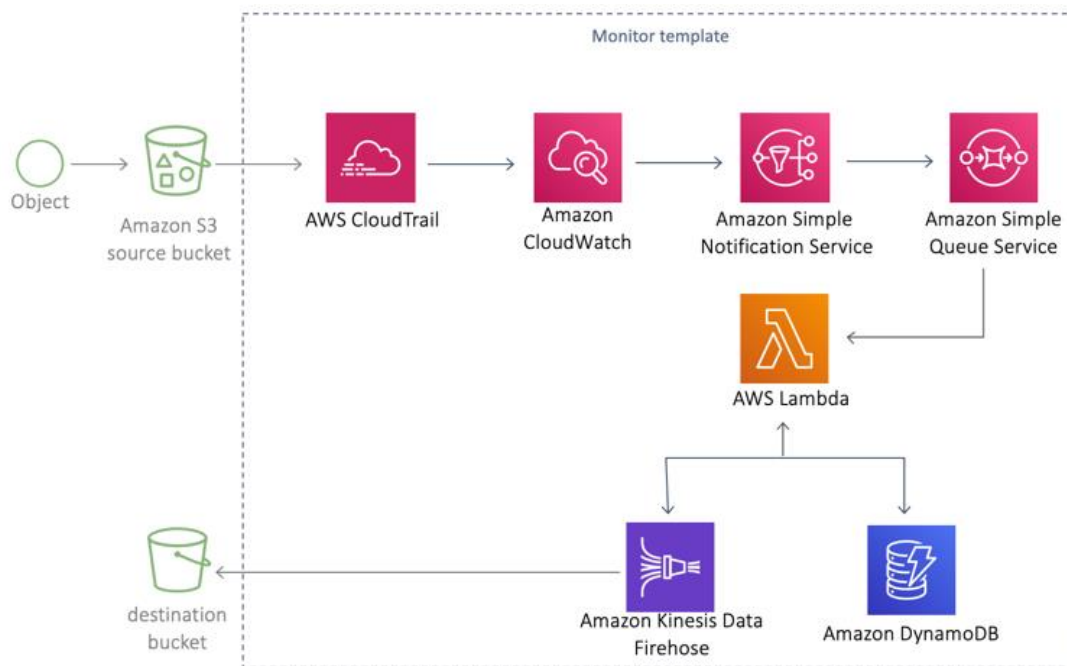 Monitor template
Object
Amazon S3
source bucket
AWS CloudTrail
Amazon
CloudWatch
Amazon Simple
Notification Service
Amazon Simple
Queue Service
AWS Lambda
destination
bucket
Amazon Kinesis Data
Firehose
Amazon DynamoDB